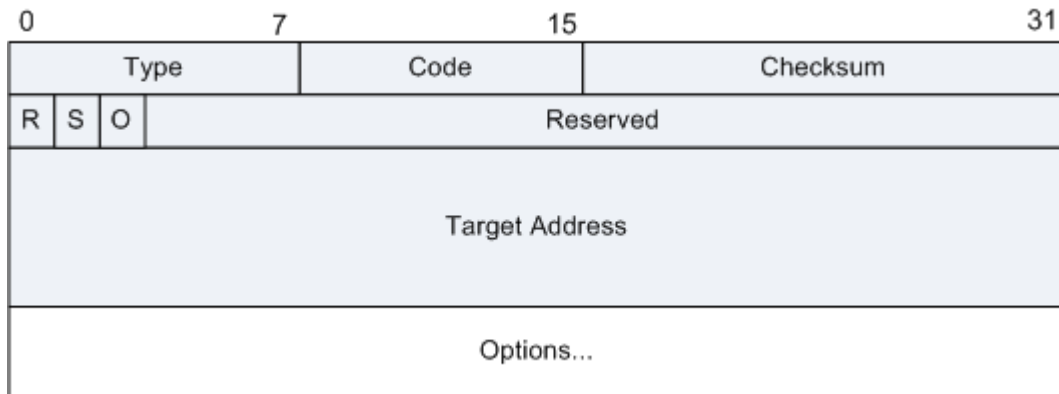 0 7 15 31
Type Code Checksum
R S O Reserved
Target Address
Options...